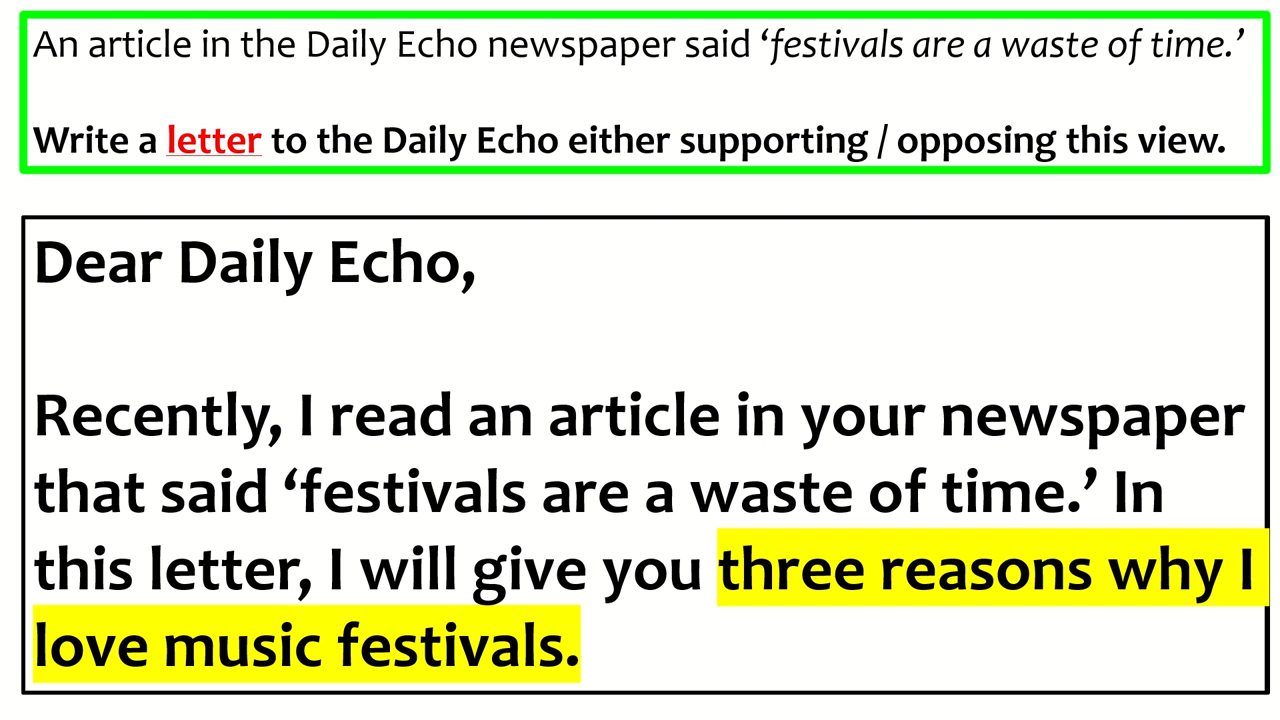 An article in the Daily Echo newspaper said ‘festivals are a waste of time.’
Write a letter to the Daily Echo either supporting / opposing this view.
Dear Daily Echo,
Recently, I read an article in your newspaper
that said ‘festivals are a waste of time.’ In
this letter, I will give you three reasons why I
love music festivals.